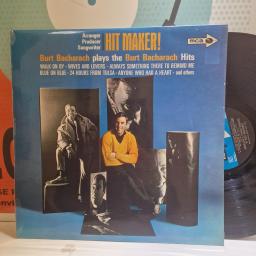 Arranger
Producer
Songwriter
HIT MAKER!
MCA
Burt Bacharach plays the Burt Bacharach Hits
WALK ON BY · WIVES AND LOVERS · ALWAYS SOMETHING THERE TO REMIND ME
BLUE ON BLUE · 24 HOURS FROM TULSA · ANYONE WHO HAD A HEART · and others